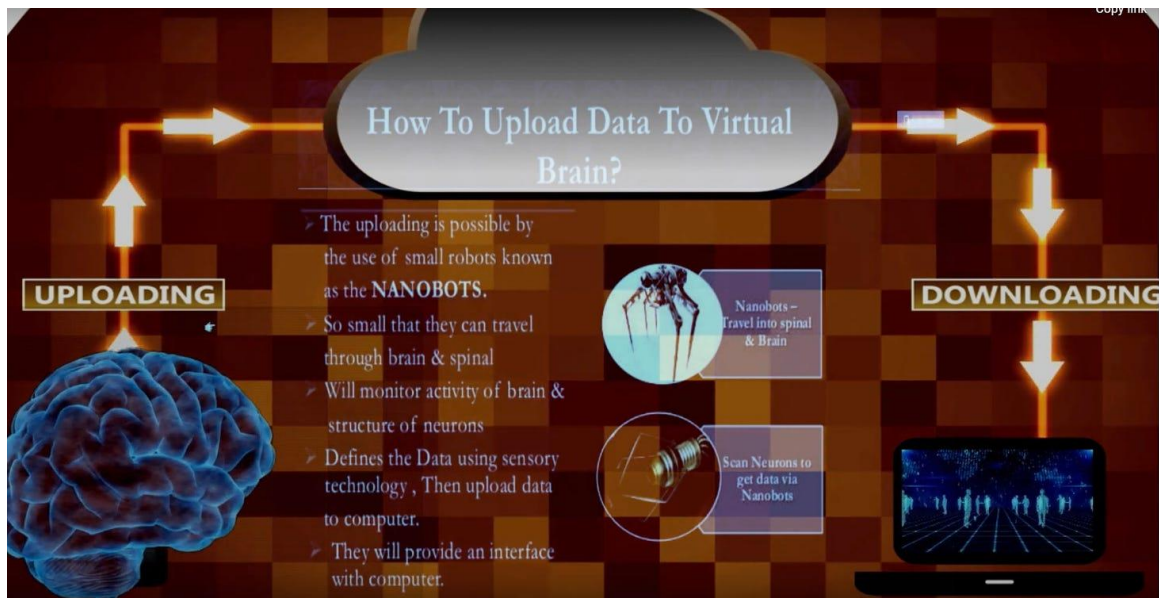 Copy link
How To Upload Data To Virtual
Brain?
UPLOADING
The uploading is possible by
the use of small robots known
as the NANOBOTS.
So small that they can travel
through brain & spinal
Will monitor activity of brain &
structure of neurons
Defines the Data using sensory
technology , Then upload data
to computer.
They will provide an interface
with computer.
Nanobots –
Travel into spinal
& Brain
Scan Neurons to
get data via
Nanobots
DOWNLOADING